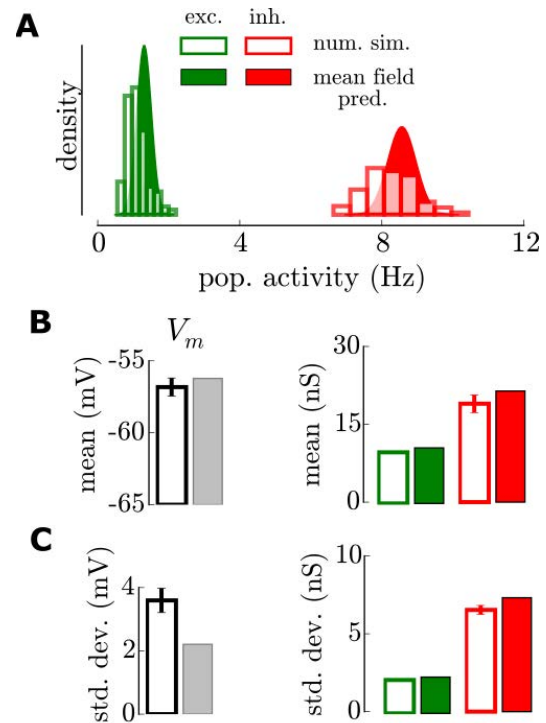 A
exc. inh.
num. sim.
mean field
pred.
density
0 4 8 12
pop. activity (Hz)
B
V_m
mean (mV)
-55
-60
-65
mean (nS)
30
15
0
C
std. dev. (mV)
4
2
0
std. dev. (nS)
10
5
0